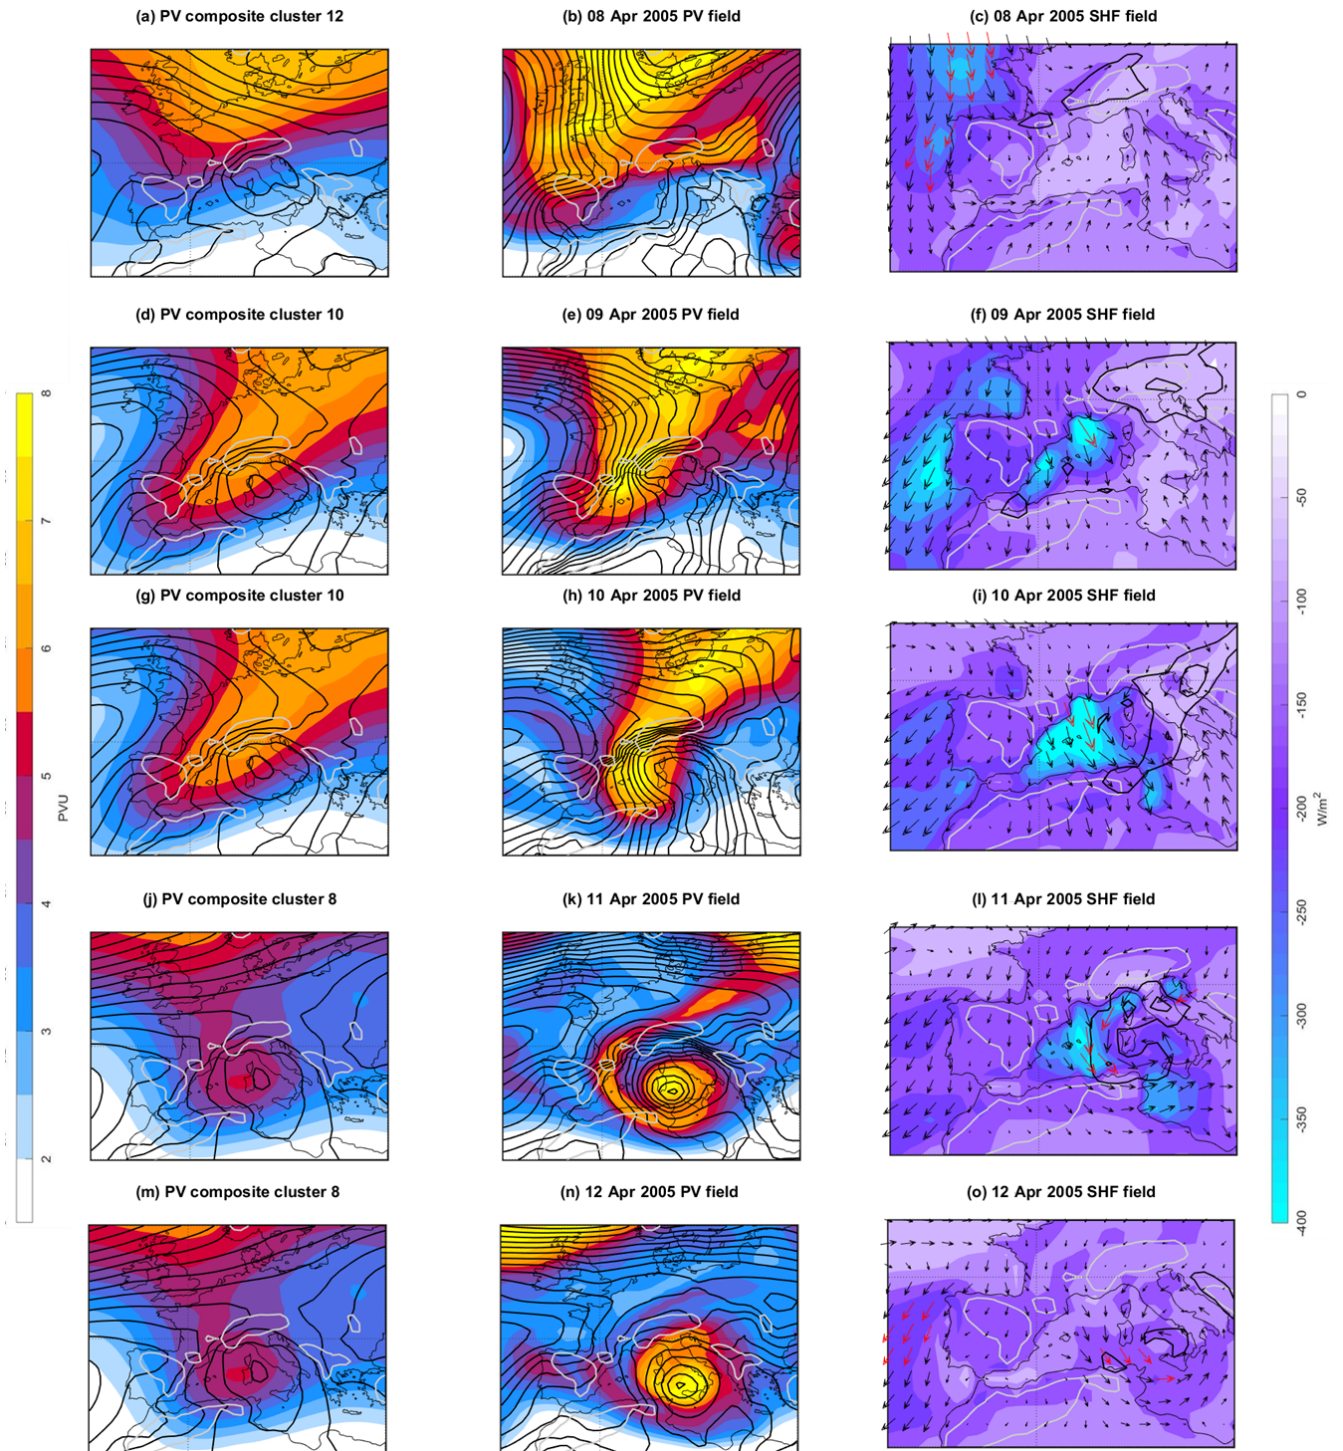 (a) PV composite cluster 12
(b) 08 Apr 2005 PV field
(c) 08 Apr 2005 SHF field
(d) PV composite cluster 10
(e) 09 Apr 2005 PV field
(f) 09 Apr 2005 SHF field
(g) PV composite cluster 10
(h) 10 Apr 2005 PV field
(i) 10 Apr 2005 SHF field
(j) PV composite cluster 8
(k) 11 Apr 2005 PV field
(l) 11 Apr 2005 SHF field
(m) PV composite cluster 8
(n) 12 Apr 2005 PV field
(o) 12 Apr 2005 SHF field
8
7
6
5
4
3
2
PVU
0
-50
-100
-150
-200
-250
-300
-350
-400
W/m²